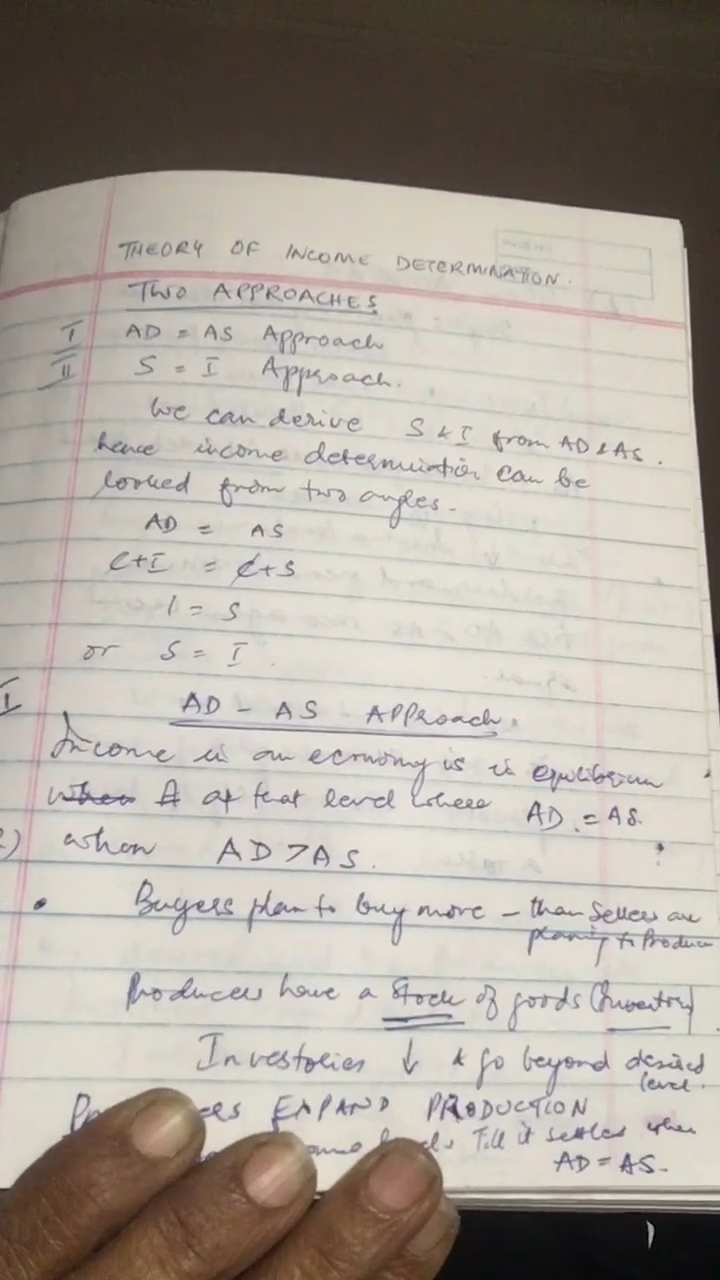 THEORY OF INCOME DETERMINATION.
TWO APPROACHES
I AD = AS Approach
II S = I Approach.
We can derive S & I from AD & AS.
hence income determination can be
looked from two angles.
AD = AS
C+I = C+S
I = S
or S = I.
I AD - AS APPRoach.
Income in an economy is in equilibrium
when at that level where AD = AS.
) when AD > AS.
• Buyers plan to buy more - than Sellers are
planing to Produce
Producers have a Stock of goods (Inventory)
Inventories ↓ & go beyond desired
level.
EXPAND PRODUCTION
Till it settles when
AD = AS.